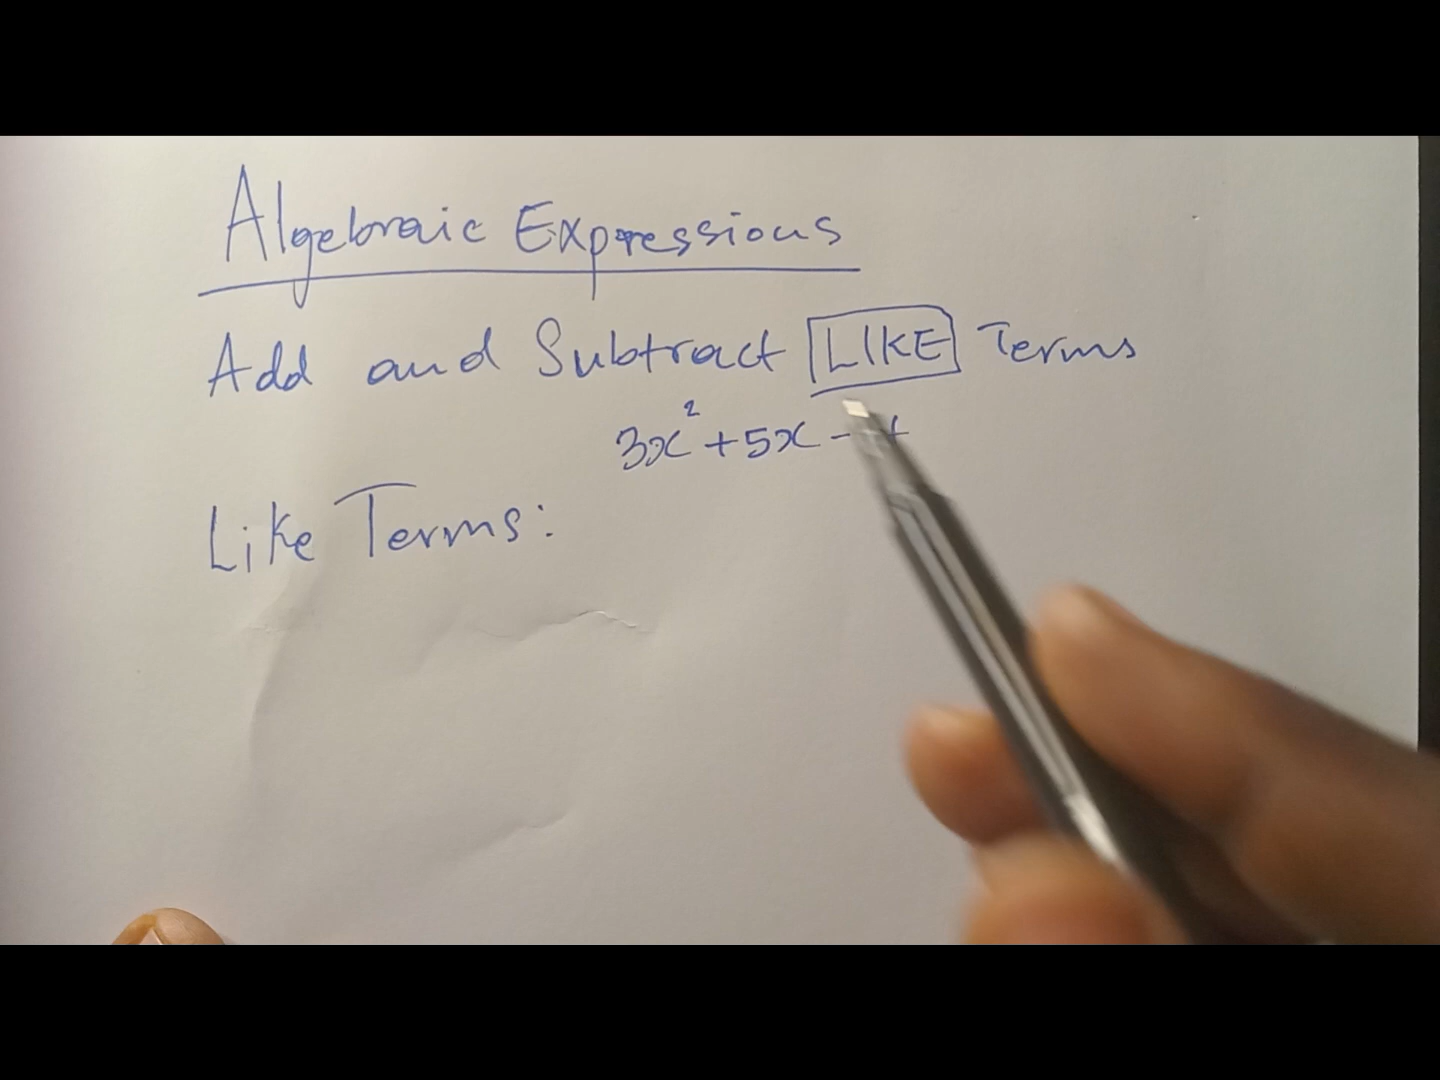 Algebraic Expressions
Add and Subtract LIKE Terms
3x² + 5x -
Like Terms: